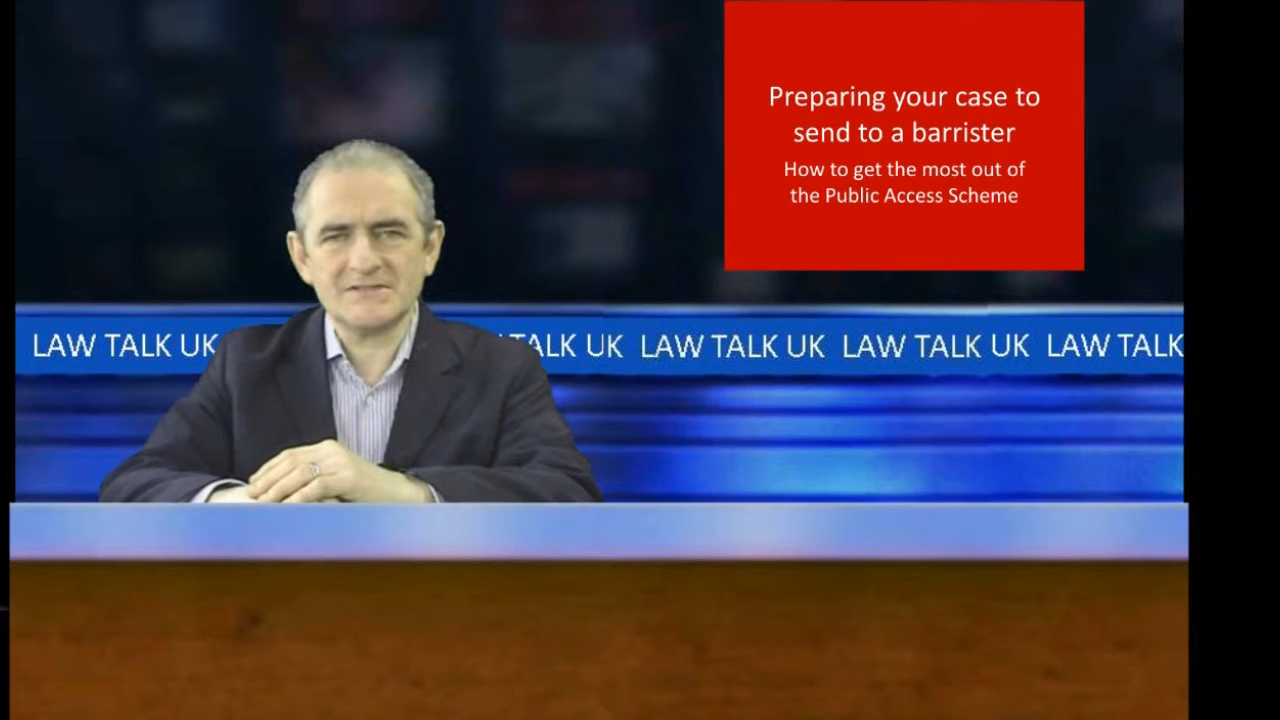 Preparing your case to
send to a barrister
How to get the most out of
the Public Access Scheme
LAW TALK UK TALK UK LAW TALK UK LAW TALK UK LAW TALK